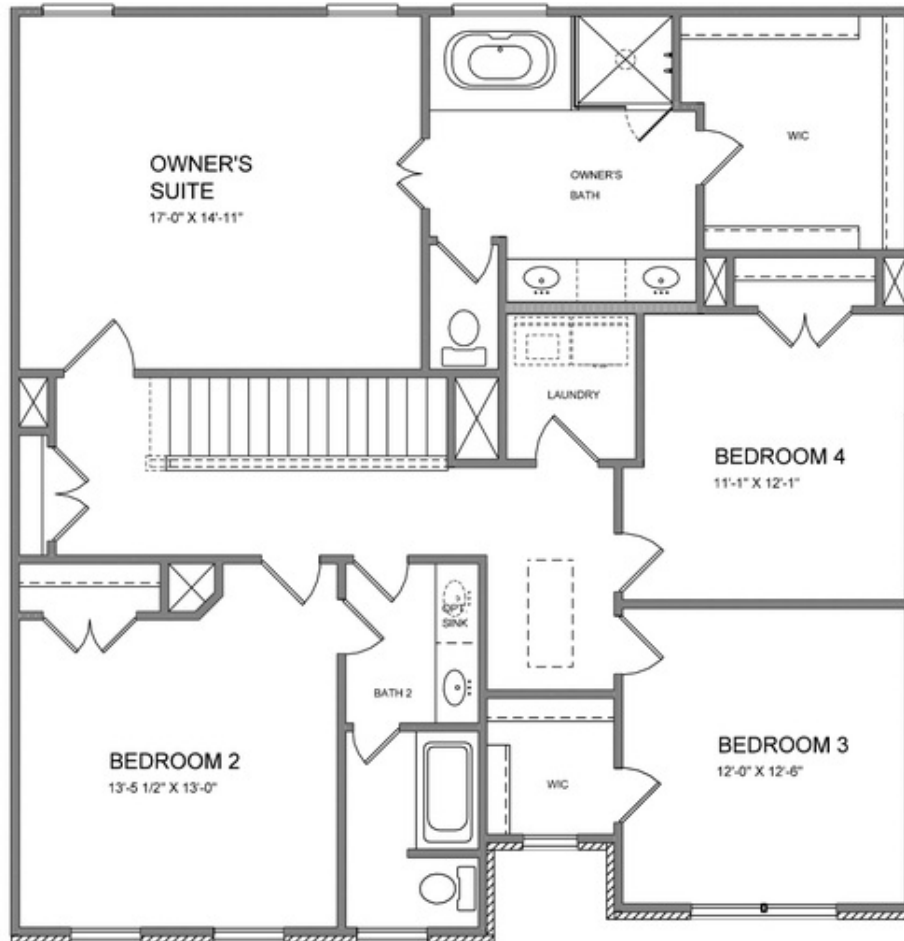 OWNER'S
SUITE
17'-0" X 14'-11"
OWNER'S
BATH
WIC
LAUNDRY
BEDROOM 4
11'-1" X 12'-1"
OPT.
SINK
BATH 2
BEDROOM 2
13'-5 1/2" X 13'-0"
WIC
BEDROOM 3
12'-0" X 12'-6"